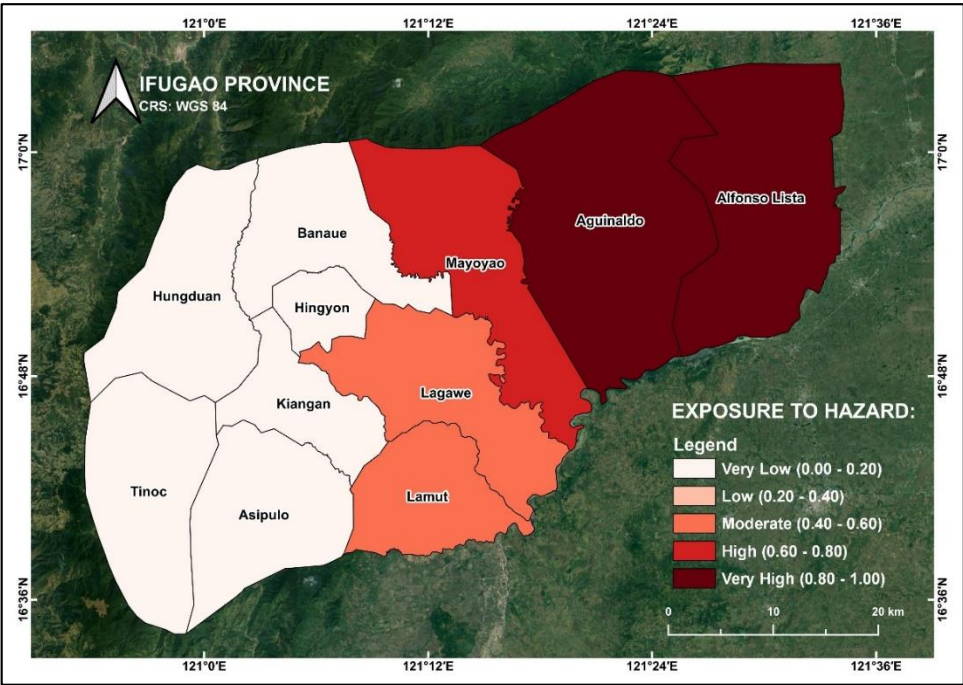 121°0'E 121°12'E 121°24'E 121°36'E
IFUGAO PROVINCE
CRS: WGS 84
17°0'N 17°0'N
Alfonso Lista
Aguinaldo
Banaue
Mayoyao
Hungduan
Hingyon
16°48'N 16°48'N
Lagawe
Kiangan
EXPOSURE TO HAZARD:
Legend
Very Low (0.00 - 0.20)
Tinoc
Lamut
Low (0.20 - 0.40)
Asipulo
Moderate (0.40 - 0.60)
High (0.60 - 0.80)
Very High (0.80 - 1.00)
16°36'N 16°36'N
0 10 20 km
121°0'E 121°12'E 121°24'E 121°36'E